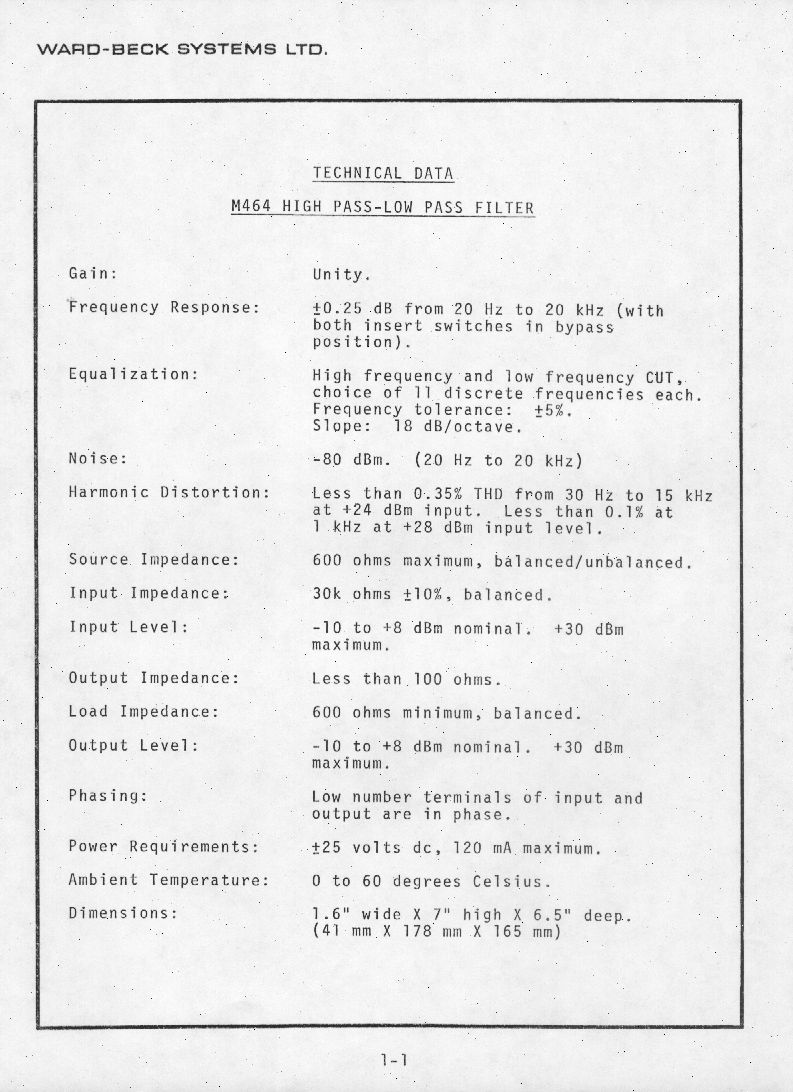 WARD-BECK SYSTEMS LTD.
TECHNICAL DATA
M464 HIGH PASS-LOW PASS FILTER
Gain: Unity.
Frequency Response: ±0.25 dB from 20 Hz to 20 kHz (with
both insert switches in bypass
position).
Equalization: High frequency and low frequency CUT,
choice of 11 discrete frequencies each.
Frequency tolerance: ±5%.
Slope: 18 dB/octave.
Noise: -80 dBm. (20 Hz to 20 kHz)
Harmonic Distortion: Less than 0.35% THD from 30 Hz to 15 kHz
at +24 dBm input. Less than 0.1% at
1 kHz at +28 dBm input level.
Source Impedance: 600 ohms maximum, balanced/unbalanced.
Input Impedance: 30k ohms ±10%, balanced.
Input Level: -10 to +8 dBm nominal. +30 dBm
maximum.
Output Impedance: Less than 100 ohms.
Load Impedance: 600 ohms minimum, balanced.
Output Level: -10 to +8 dBm nominal. +30 dBm
maximum.
Phasing: Low number terminals of input and
output are in phase.
Power Requirements: ±25 volts dc, 120 mA maximum.
Ambient Temperature: 0 to 60 degrees Celsius.
Dimensions: 1.6" wide X 7" high X 6.5" deep.
(41 mm X 178 mm X 165 mm)
1-1